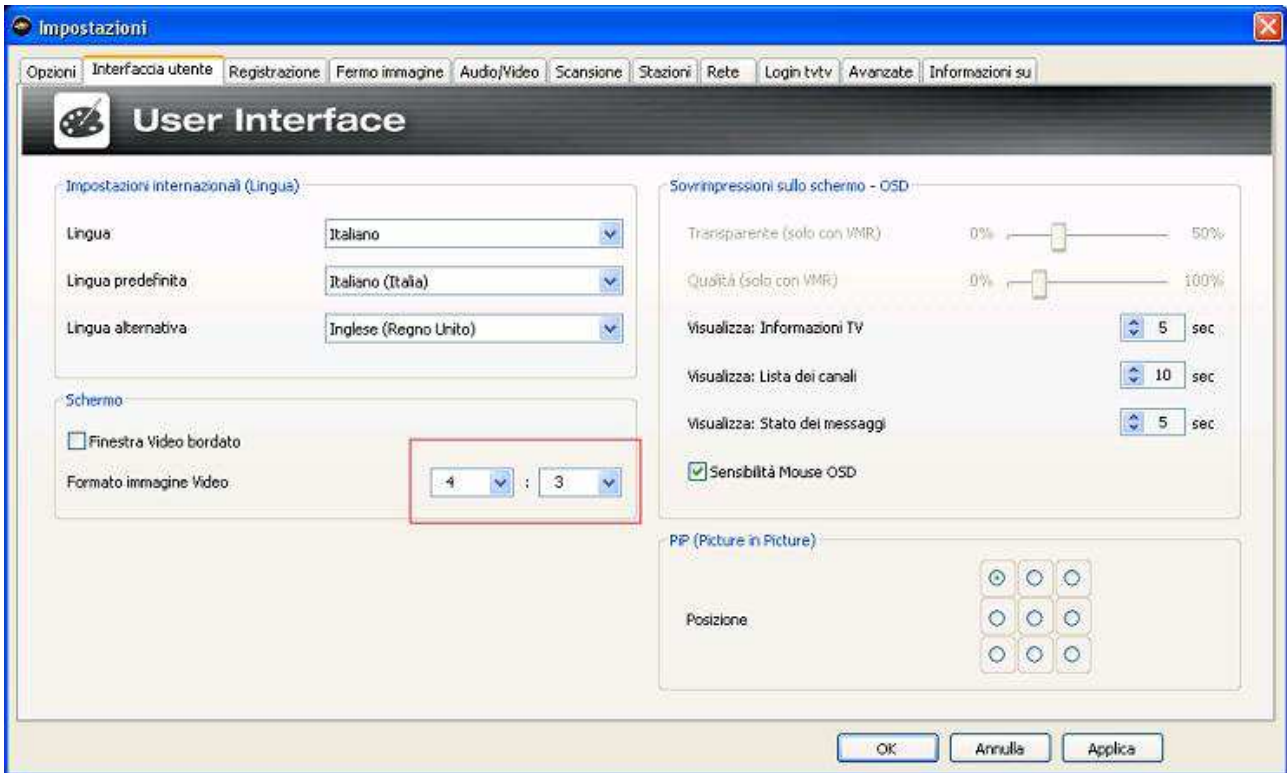 Impostazioni
Opzioni Interfaccia utente Registrazione Fermo immagine Audio/Video Scansione Stazioni Rete Login tvtv Avanzate Informazioni su
User Interface
Impostazioni internazionali (Lingua)
Lingua Italiano
Lingua predefinita Italiano (Italia)
Lingua alternativa Inglese (Regno Unito)
Schermo
Finestra Video bordato
Formato immagine Video 4 : 3
Sovrimpressioni sullo schermo - OSD
Transparente (solo con VMR) 0% 50%
Qualità (solo con VMR) 0% 100%
Visualizza: Informazioni TV 5 sec
Visualizza: Lista dei canali 10 sec
Visualizza: Stato dei messaggi 5 sec
Sensibilità Mouse OSD
PiP (Picture in Picture)
Posizione
OK Annulla Applica